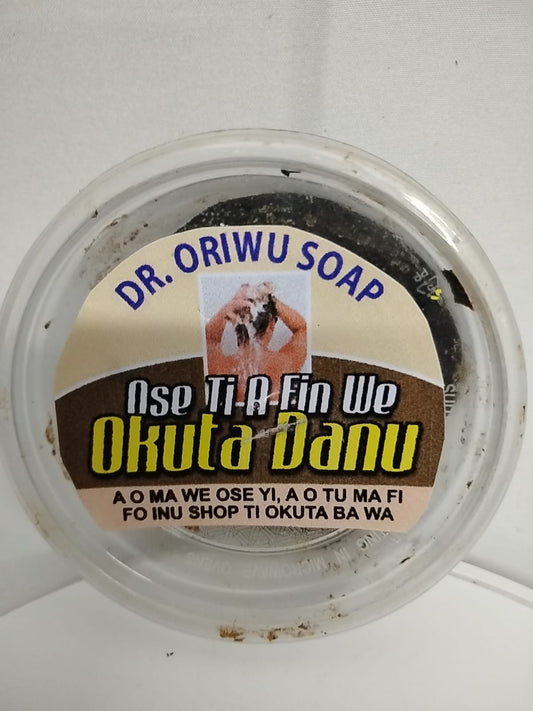 DR. ORIWU SOAP
Ose Ti-A-Fin We
Okuta Danu
A O MA WE OSE YI, A O TU MA FI
FO INU SHOP TI OKUTA BA WA